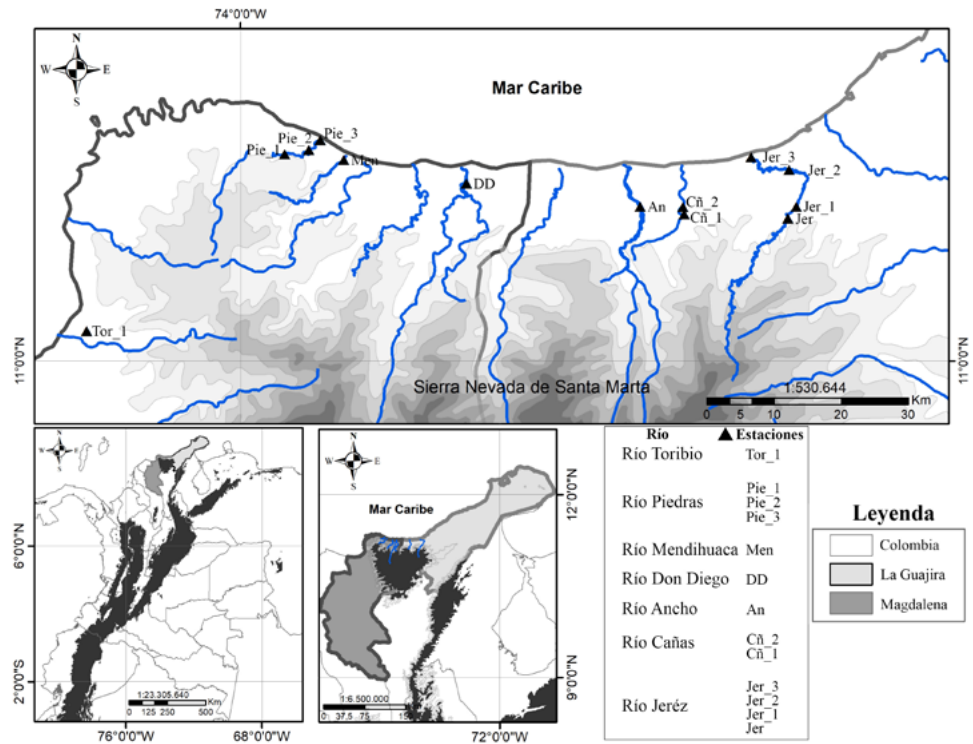 74°0'0"W
N
W
E
S
Mar Caribe
Pie_3
Pie_2
Pie_1
Men
DD
An
Cñ_2
Cñ_1
Jer_3
Jer_2
Jer_1
Jer
Tor_1
11°0'0"N
11°0'0"N
Sierra Nevada de Santa Marta
1:530.644
0 5 10 20 30 Km
N
W
E
S
6°0'0"N
2°0'0"S
1:23.305.640
0 125 250 500 Km
76°0'0"W
68°0'0"W
N
W
E
S
Mar Caribe
12°0'0"N
9°0'0"N
1:6.500.000
0 37,5 75
72°0'0"W
Río Estaciones
Río Toribio Tor_1
Río Piedras Pie_1
Pie_2
Pie_3
Río Mendihuaca Men
Río Don Diego DD
Río Ancho An
Río Cañas Cñ_2
Cñ_1
Río Jeréz Jer_3
Jer_2
Jer_1
Jer
Leyenda
Colombia
La Guajira
Magdalena